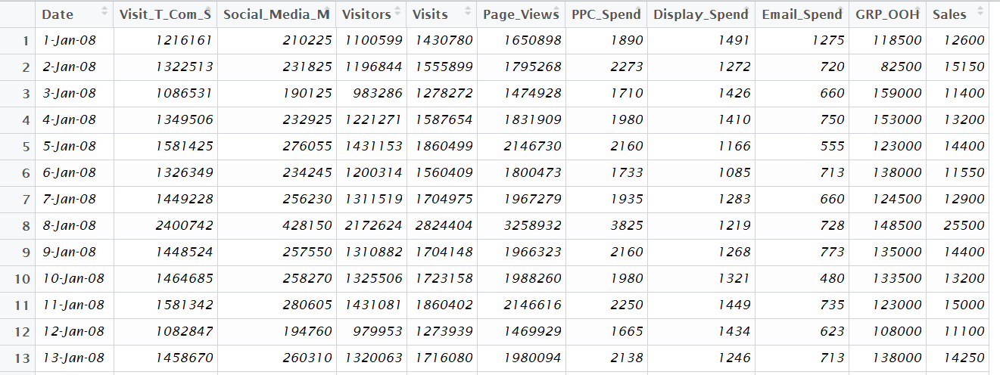 Date Visit_T_Com_S Social_Media_M Visitors Visits Page_Views PPC_Spend Display_Spend Email_Spend GRP_OOH Sales
1 1-Jan-08 1216161 210225 1100599 1430780 1650898 1890 1491 1275 118500 12600
2 2-Jan-08 1322513 231825 1196844 1555899 1795268 2273 1272 720 82500 15150
3 3-Jan-08 1086531 190125 983286 1278272 1474928 1710 1426 660 159000 11400
4 4-Jan-08 1349506 232925 1221271 1587654 1831909 1980 1410 750 153000 13200
5 5-Jan-08 1581425 276055 1431153 1860499 2146730 2160 1166 555 123000 14400
6 6-Jan-08 1326349 234245 1200314 1560409 1800473 1733 1085 713 138000 11550
7 7-Jan-08 1449228 256230 1311519 1704975 1967279 1935 1283 660 124500 12900
8 8-Jan-08 2400742 428150 2172624 2824404 3258932 3825 1219 728 148500 25500
9 9-Jan-08 1448524 257550 1310882 1704148 1966323 2160 1268 773 135000 14400
10 10-Jan-08 1464685 258270 1325506 1723158 1988260 1980 1321 480 133500 13200
11 11-Jan-08 1581342 280605 1431081 1860402 2146616 2250 1449 735 123000 15000
12 12-Jan-08 1082847 194760 979953 1273939 1469929 1665 1434 623 108000 11100
13 13-Jan-08 1458670 260310 1320063 1716080 1980094 2138 1246 713 138000 14250